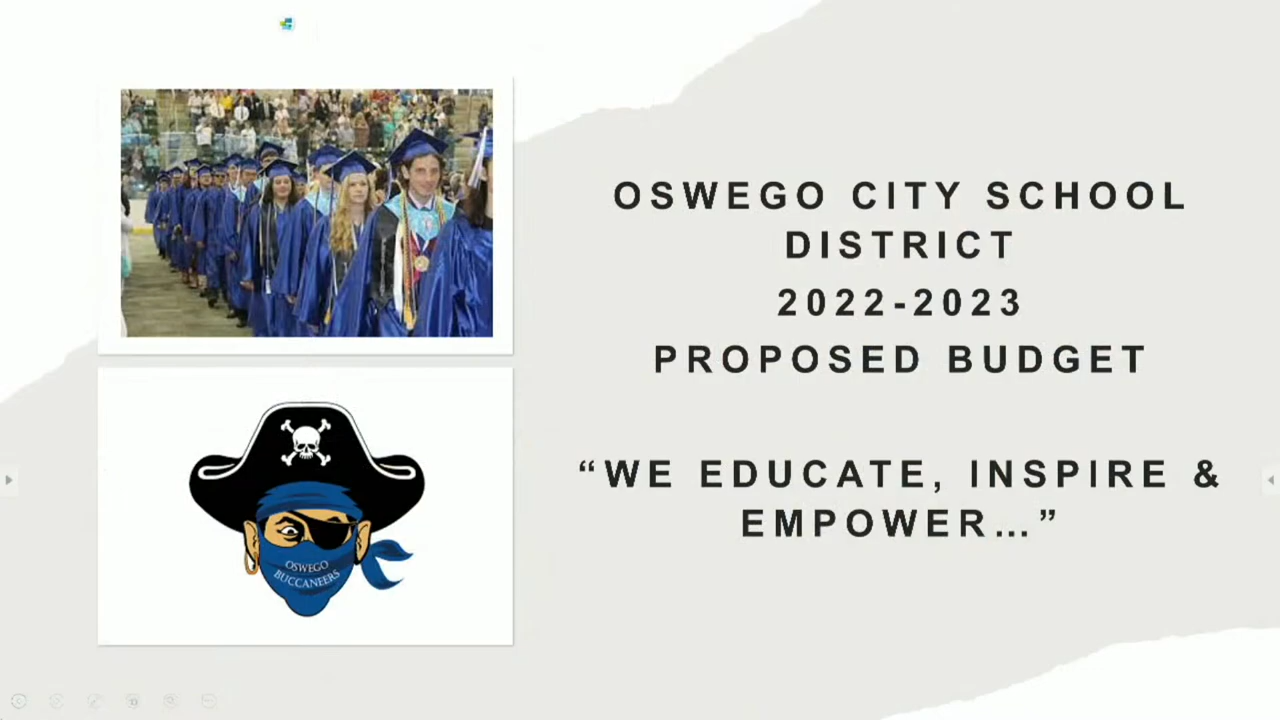 OSWEGO CITY SCHOOL
DISTRICT
2022-2023
PROPOSED BUDGET
“WE EDUCATE, INSPIRE &
EMPOWER…”
OSWEGO
BUCCANEERS